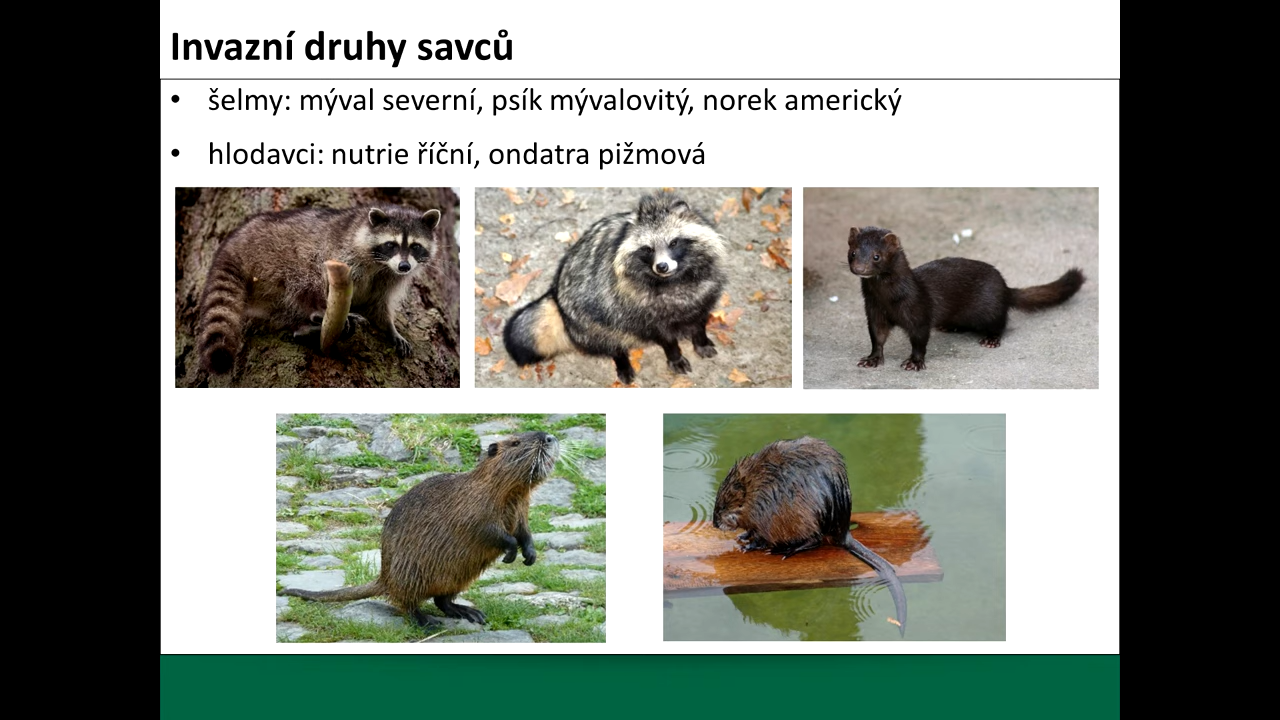 Invazní druhy savců
• šelmy: mýval severní, psík mývalovitý, norek americký
• hlodavci: nutrie říční, ondatra pižmová